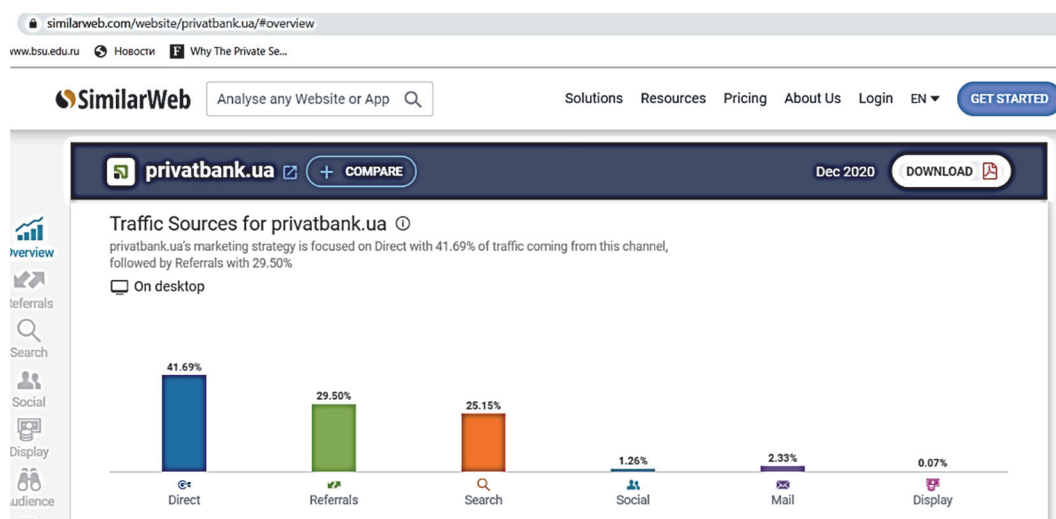 similarweb.com/website/privatbank.ua/#overview
www.bsu.edu.ru Новости F Why The Private Se...
SimilarWeb Analyse any Website or App Solutions Resources Pricing About Us Login EN GET STARTED
privatbank.ua + COMPARE Dec 2020 DOWNLOAD
Traffic Sources for privatbank.ua
privatbank.ua's marketing strategy is focused on Direct with 41.69% of traffic coming from this channel,
followed by Referrals with 29.50%
On desktop
Overview
Referrals
Search
Social
Display
Audience
41.69%
29.50%
25.15%
1.26%
2.33%
0.07%
Direct Referrals Search Social Mail Display